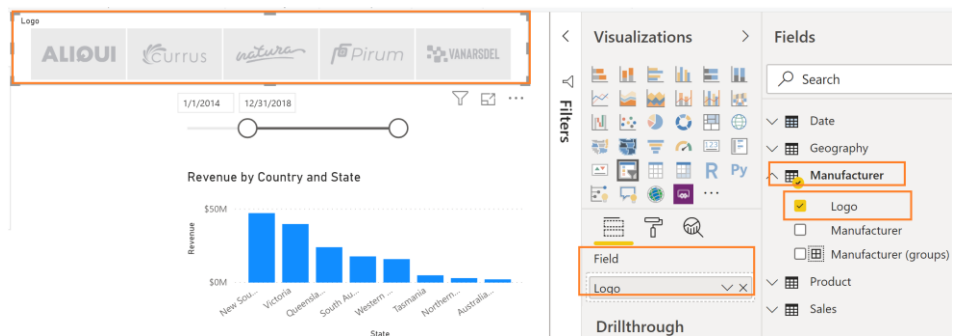 Logo
ALIQUI
Currus
natura
Pirum
VANARSDEL
1/1/2014
12/31/2018
Revenue by Country and State
$50M
$0M
Revenue
New Sou...
Victoria
Queensla...
South Au...
Western ...
Tasmania
Northern...
Australia...
State
Filters
Visualizations
123
R
Py
Field
Logo
Drillthrough
Fields
Search
Date
Geography
Manufacturer
Logo
Manufacturer
Manufacturer (groups)
Product
Sales